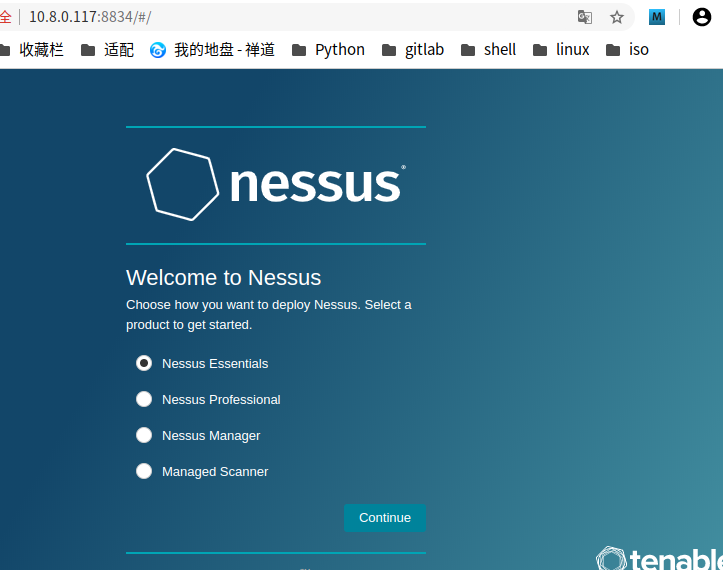 全 10.8.0.117:8834/#/
收藏栏 适配 我的地盘 - 禅道 Python gitlab shell linux iso
nessus®
Welcome to Nessus
Choose how you want to deploy Nessus. Select a
product to get started.
Nessus Essentials
Nessus Professional
Nessus Manager
Managed Scanner
Continue
tenable